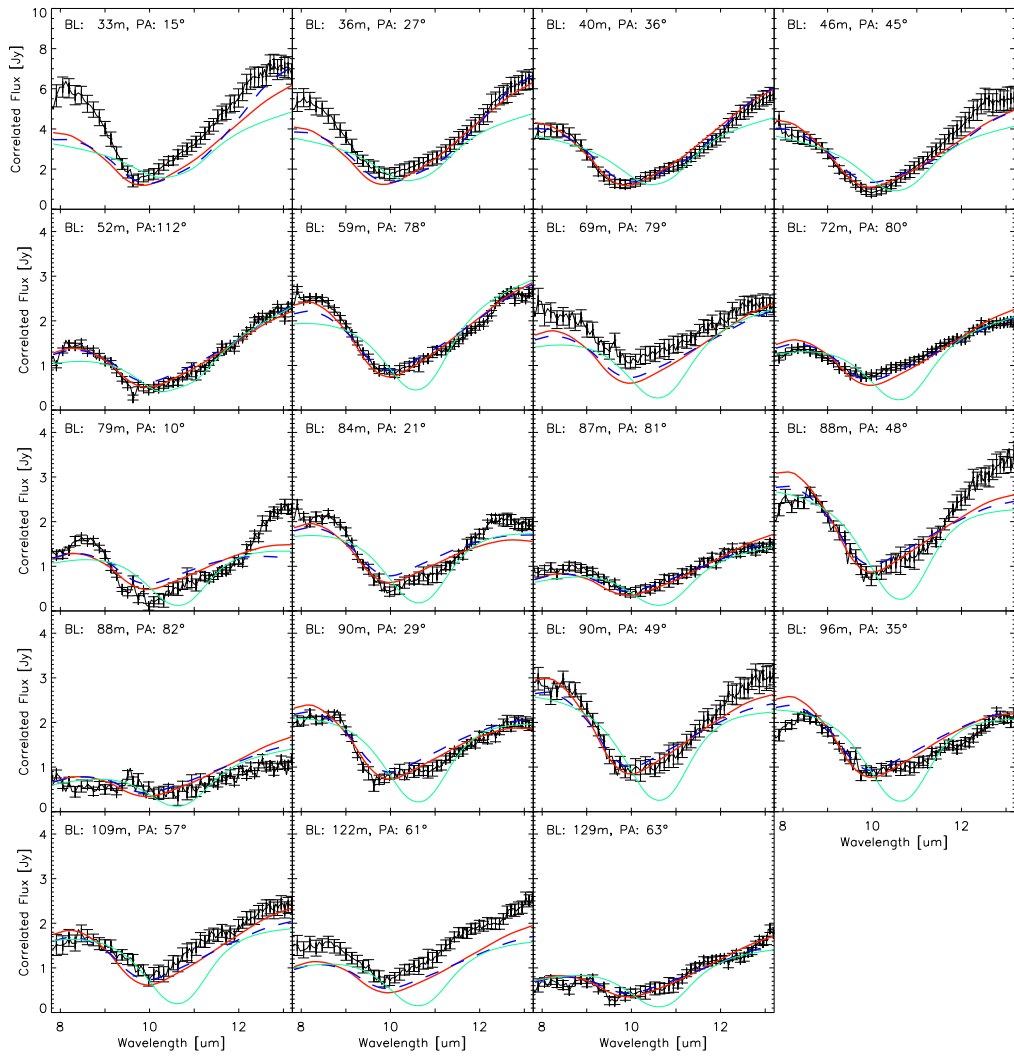 BL: 33m, PA: 15°
BL: 36m, PA: 27°
BL: 40m, PA: 36°
BL: 46m, PA: 45°
10
8
6
4
2
0
Correlated Flux [Jy]
BL: 52m, PA:112°
BL: 59m, PA: 78°
BL: 69m, PA: 79°
BL: 72m, PA: 80°
4
3
2
1
0
Correlated Flux [Jy]
BL: 79m, PA: 10°
BL: 84m, PA: 21°
BL: 87m, PA: 81°
BL: 88m, PA: 48°
4
3
2
1
0
Correlated Flux [Jy]
BL: 88m, PA: 82°
BL: 90m, PA: 29°
BL: 90m, PA: 49°
BL: 96m, PA: 35°
4
3
2
1
0
Correlated Flux [Jy]
8 10 12
Wavelength [um]
BL: 109m, PA: 57°
BL: 122m, PA: 61°
BL: 129m, PA: 63°
4
3
2
1
0
Correlated Flux [Jy]
8 10 12
8 10 12
8 10 12
Wavelength [um]
Wavelength [um]
Wavelength [um]